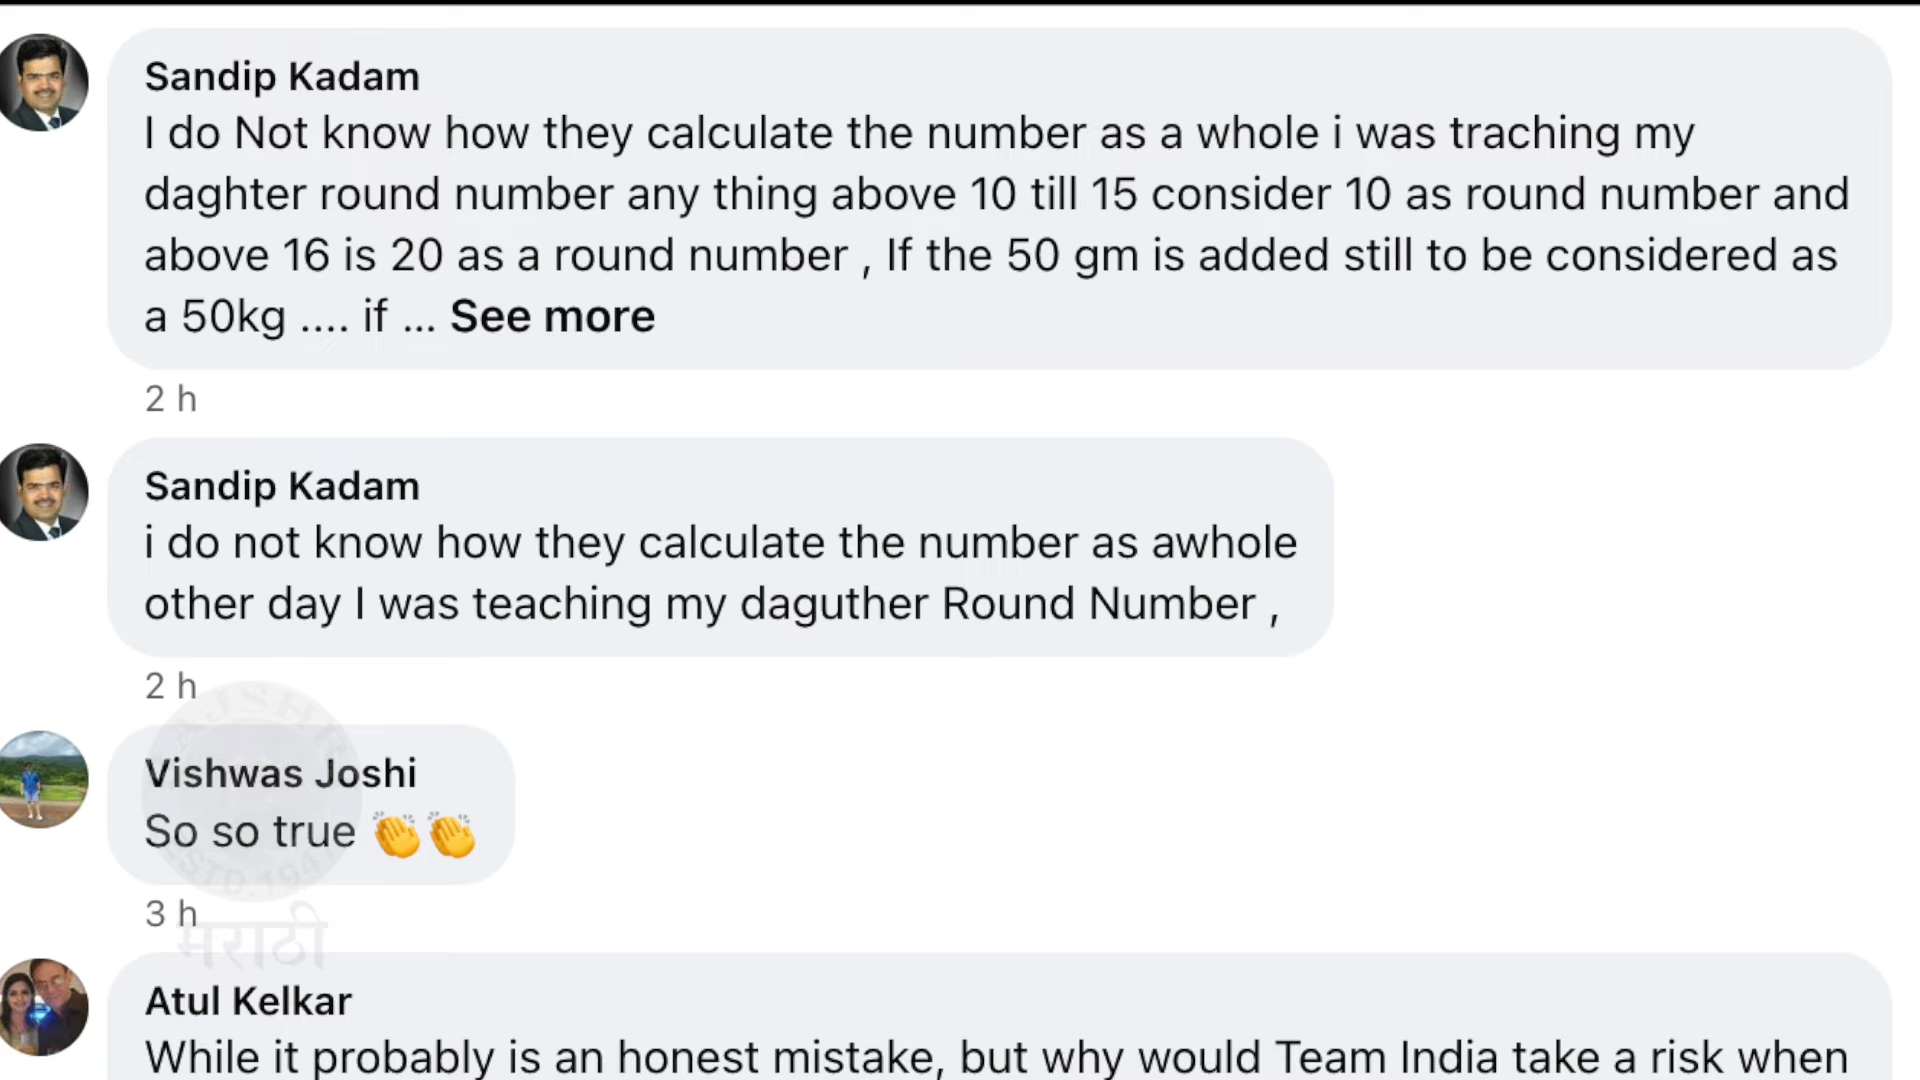 Sandip Kadam
I do Not know how they calculate the number as a whole i was traching my
daghter round number any thing above 10 till 15 consider 10 as round number and
above 16 is 20 as a round number , If the 50 gm is added still to be considered as
a 50kg .... if ... See more
2 h
Sandip Kadam
i do not know how they calculate the number as awhole
other day I was teaching my daguther Round Number ,
2 h
Vishwas Joshi
So so true 👏👏
3 h
मराठी
Atul Kelkar
While it probably is an honest mistake, but why would Team India take a risk when